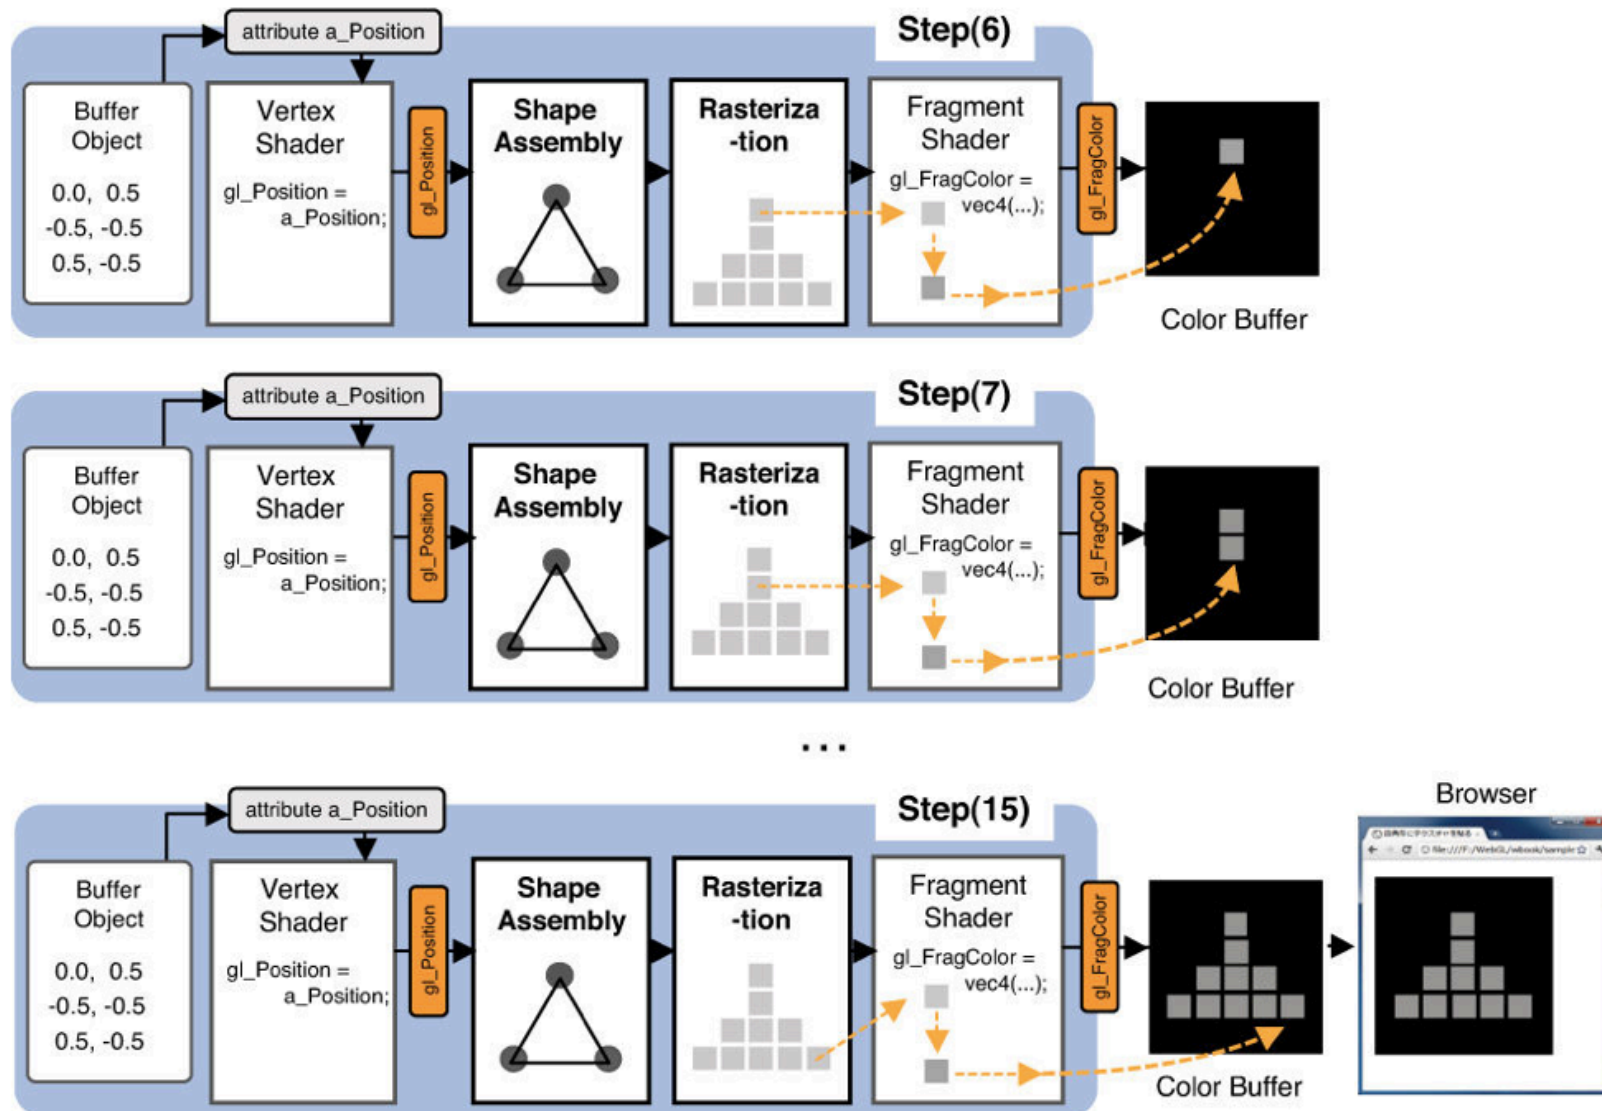 attribute a_Position
Step(6)
Buffer
Object
0.0, 0.5
-0.5, -0.5
0.5, -0.5
Vertex
Shader
gl_Position =
a_Position;
gl_Position
Shape
Assembly
Rasteriza
-tion
Fragment
Shader
gl_FragColor =
vec4(...);
gl_FragColor
Color Buffer
attribute a_Position
Step(7)
Buffer
Object
0.0, 0.5
-0.5, -0.5
0.5, -0.5
Vertex
Shader
gl_Position =
a_Position;
gl_Position
Shape
Assembly
Rasteriza
-tion
Fragment
Shader
gl_FragColor =
vec4(...);
gl_FragColor
Color Buffer
...
attribute a_Position
Step(15)
Buffer
Object
0.0, 0.5
-0.5, -0.5
0.5, -0.5
Vertex
Shader
gl_Position =
a_Position;
gl_Position
Shape
Assembly
Rasteriza
-tion
Fragment
Shader
gl_FragColor =
vec4(...);
gl_FragColor
Color Buffer
Browser
file:///F:/WebGL/wbook/sample